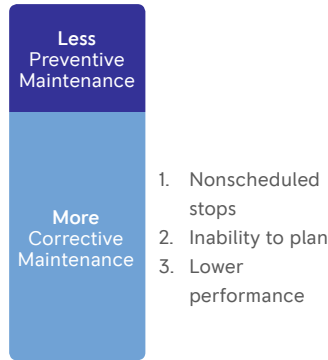 Less
Preventive
Maintenance
More
Corrective
Maintenance
1. Nonscheduled
stops
2. Inability to plan
3. Lower
performance